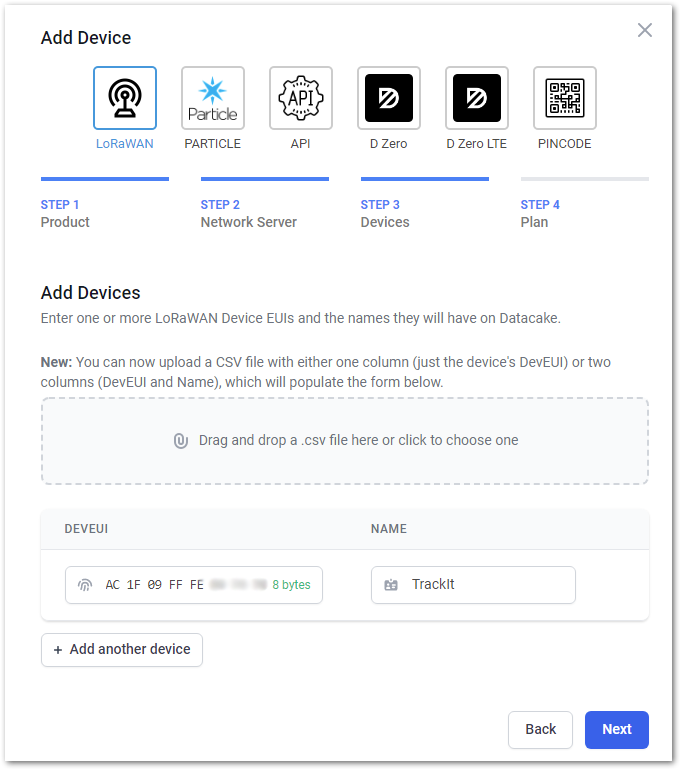 Add Device
Particle
API
LoRaWAN
PARTICLE
API
D Zero
D Zero LTE
PINCODE
STEP 1
Product
STEP 2
Network Server
STEP 3
Devices
STEP 4
Plan
Add Devices
Enter one or more LoRaWAN Device EUIs and the names they will have on Datacake.
New: You can now upload a CSV file with either one column (just the device's DevEUI) or two
columns (DevEUI and Name), which will populate the form below.
Drag and drop a .csv file here or click to choose one
DEVEUI
NAME
AC 1F 09 FF FE
8 bytes
TrackIt
+ Add another device
Back
Next